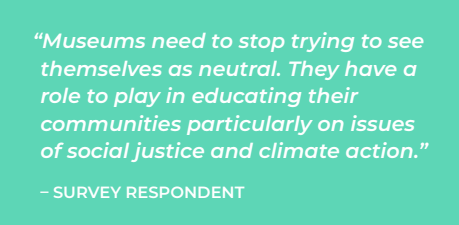 “Museums need to stop trying to see
themselves as neutral. They have a
role to play in educating their
communities particularly on issues
of social justice and climate action.”
– SURVEY RESPONDENT